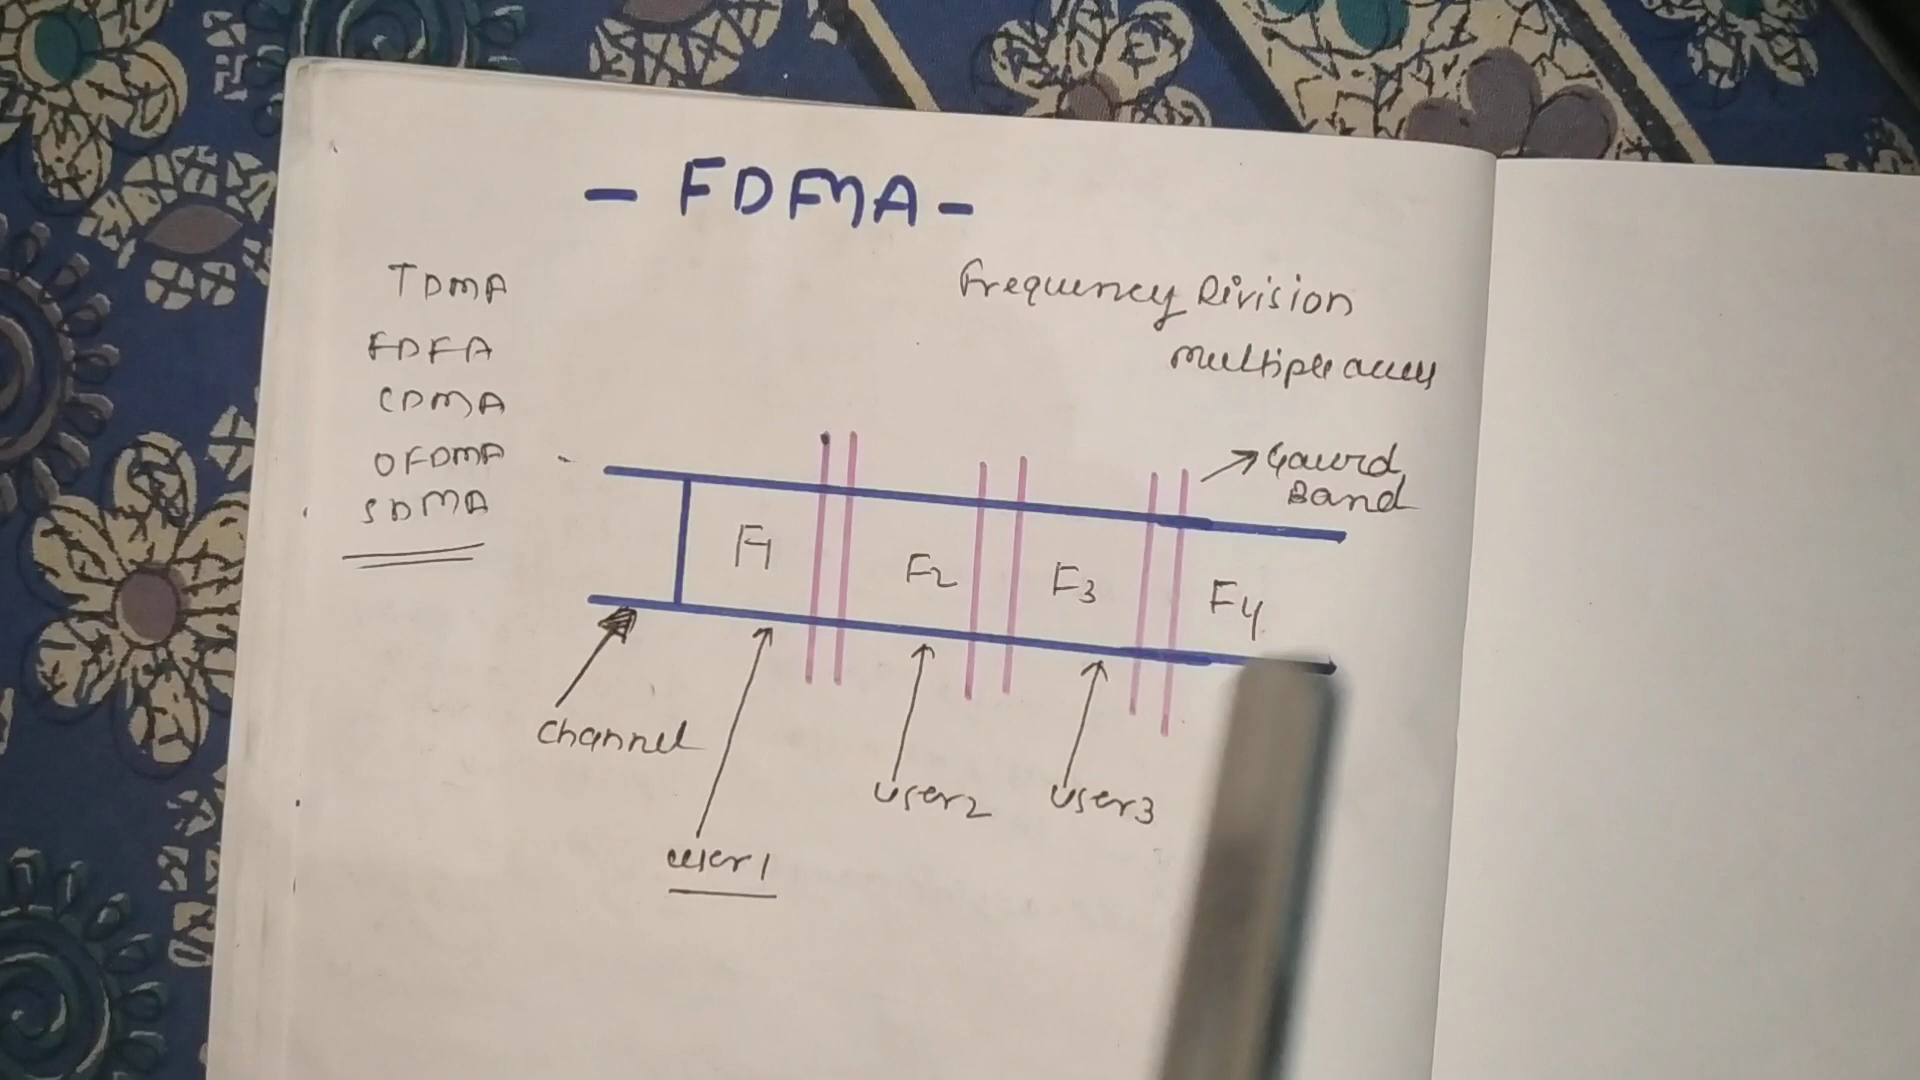 - FDFMA -
TDMA
FDFA
CDMA
OFDMA
SDMA
Frequency Division
multiple access
Gaurd
Band
F1
F2
F3
F4
channel
user1
user2
user3